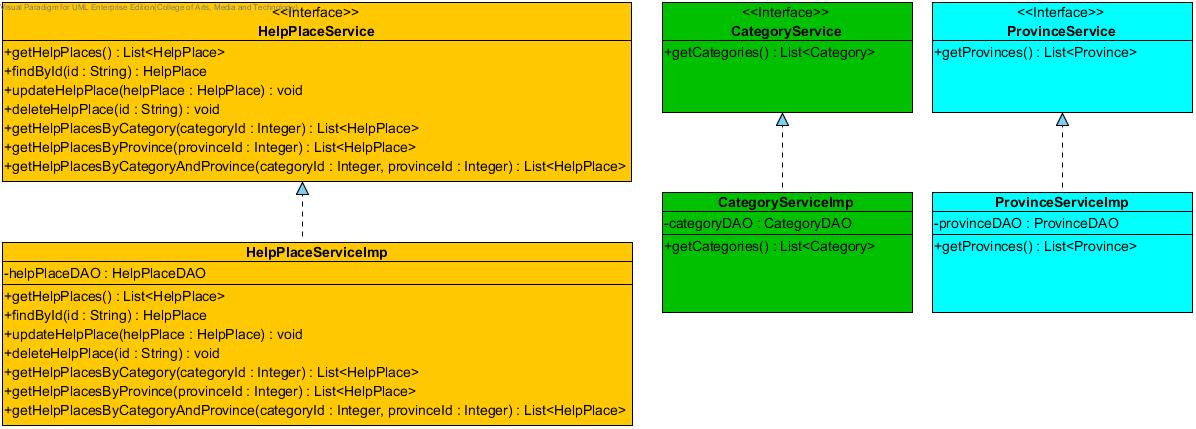 Visual Paradigm for UML Enterprise Edition(College of Arts, Media and Technology)
<<Interface>>
HelpPlaceService
+getHelpPlaces() : List<HelpPlace>
+findById(id : String) : HelpPlace
+updateHelpPlace(helpPlace : HelpPlace) : void
+deleteHelpPlace(id : String) : void
+getHelpPlacesByCategory(categoryId : Integer) : List<HelpPlace>
+getHelpPlacesByProvince(provinceId : Integer) : List<HelpPlace>
+getHelpPlacesByCategoryAndProvince(categoryId : Integer, provinceId : Integer) : List<HelpPlace>
<<Interface>>
CategoryService
+getCategories() : List<Category>
<<Interface>>
ProvinceService
+getProvinces() : List<Province>
HelpPlaceServiceImp
-helpPlaceDAO : HelpPlaceDAO
+getHelpPlaces() : List<HelpPlace>
+findById(id : String) : HelpPlace
+updateHelpPlace(helpPlace : HelpPlace) : void
+deleteHelpPlace(id : String) : void
+getHelpPlacesByCategory(categoryId : Integer) : List<HelpPlace>
+getHelpPlacesByProvince(provinceId : Integer) : List<HelpPlace>
+getHelpPlacesByCategoryAndProvince(categoryId : Integer, provinceId : Integer) : List<HelpPlace>
CategoryServiceImp
-categoryDAO : CategoryDAO
+getCategories() : List<Category>
ProvinceServiceImp
-provinceDAO : ProvinceDAO
+getProvinces() : List<Province>